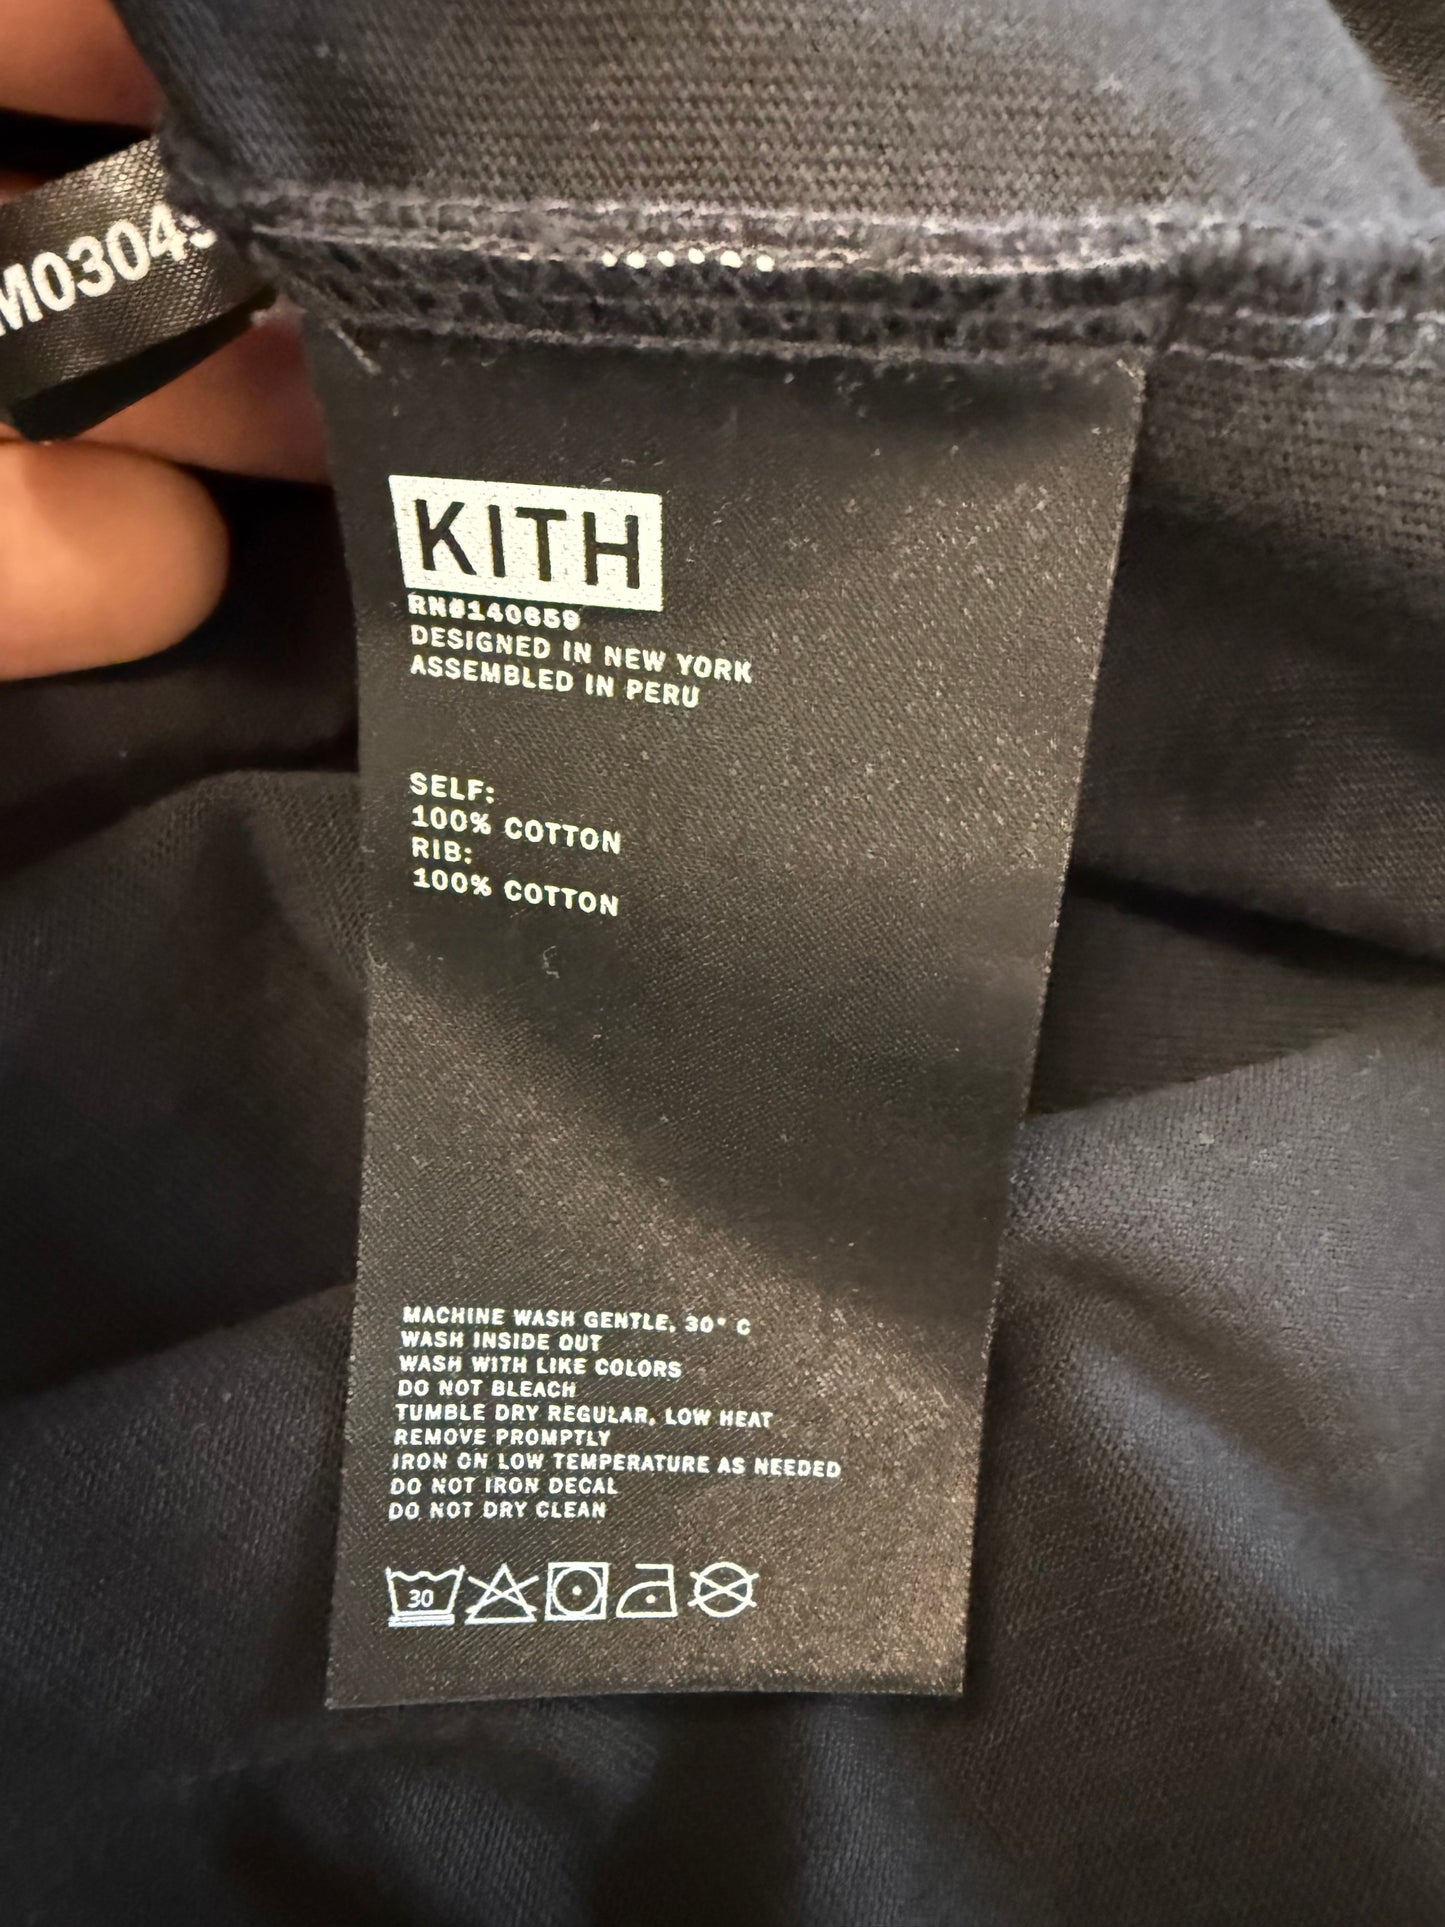 M03049
KITH
RN#140659
DESIGNED IN NEW YORK
ASSEMBLED IN PERU
SELF:
100% COTTON
RIB:
100% COTTON
MACHINE WASH GENTLE, 30° C
WASH INSIDE OUT
WASH WITH LIKE COLORS
DO NOT BLEACH
TUMBLE DRY REGULAR, LOW HEAT
REMOVE PROMPTLY
IRON ON LOW TEMPERATURE AS NEEDED
DO NOT IRON DECAL
DO NOT DRY CLEAN
30